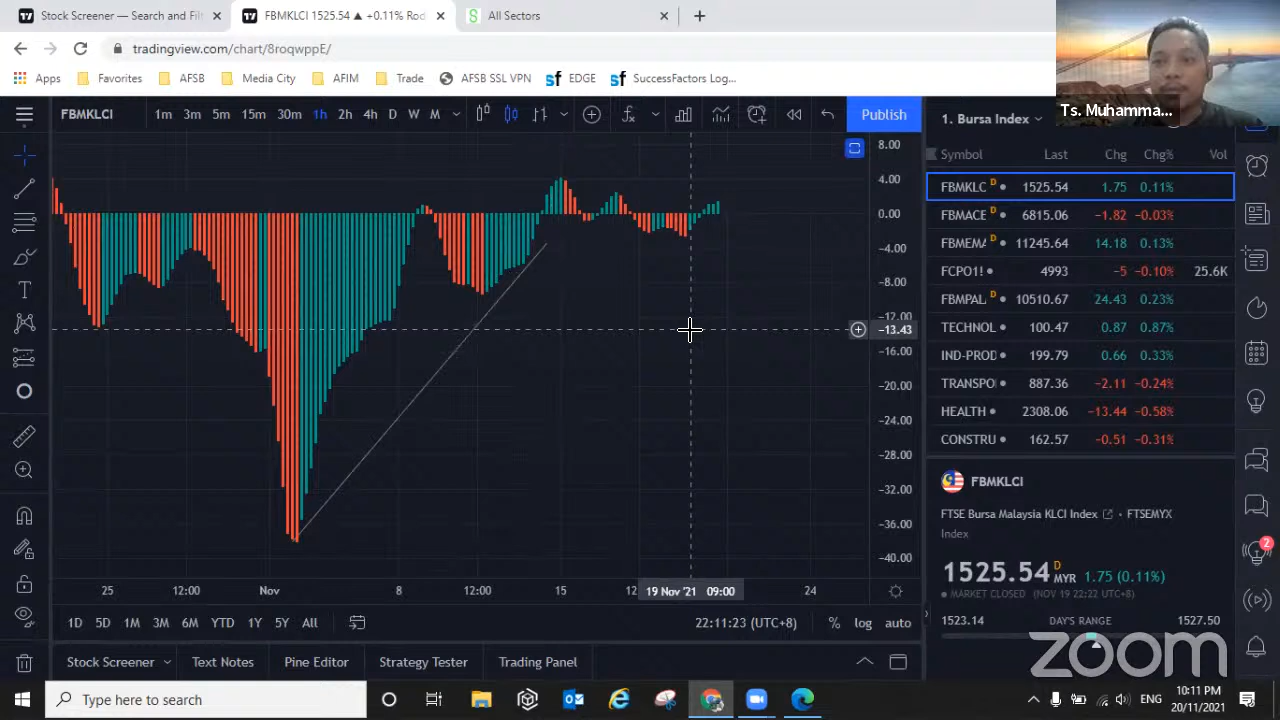 Stock Screener — Search and Filt
FBMKLCI 1525.54 ▲ +0.11% Rod
All Sectors
tradingview.com/chart/8roqwppE/
Apps Favorites AFSB Media City AFIM Trade AFSB SSL VPN EDGE SuccessFactors Log...
Ts. Muhamma...
FBMKLCI 1m 3m 5m 15m 30m 1h 2h 4h D W M Publish
1. Bursa Index
Symbol Last Chg Chg% Vol
FBMKLC D 1525.54 1.75 0.11%
FBMACE D 6815.06 −1.82 −0.03%
FBMEMA D 11245.64 14.18 0.13%
FCPO1! 4993 −5 −0.10% 25.6K
FBMPAL D 10510.67 24.43 0.23%
TECHNOL 100.47 0.87 0.87%
IND-PROD 199.79 0.66 0.33%
TRANSPO 887.36 −2.11 −0.24%
HEALTH 2308.06 −13.44 −0.58%
CONSTRU 162.57 −0.51 −0.31%
8.00
4.00
0.00
−4.00
−8.00
−12.00
−13.43
−16.00
−20.00
−24.00
−28.00
−32.00
−36.00
−40.00
25 12:00 Nov 8 12:00 15 12 19 Nov '21 09:00 24
FBMKLCI
FTSE Bursa Malaysia KLCI Index • FTSEMYX
Index
1525.54 D MYR 1.75 (0.11%)
MARKET CLOSED (NOV 19 22:22 UTC+8)
1523.14 DAY'S RANGE 1527.50
1D 5D 1M 3M 6M YTD 1Y 5Y All 22:11:23 (UTC+8) % log auto
Stock Screener Text Notes Pine Editor Strategy Tester Trading Panel
2
zoom
Type here to search
ENG
10:11 PM
20/11/2021